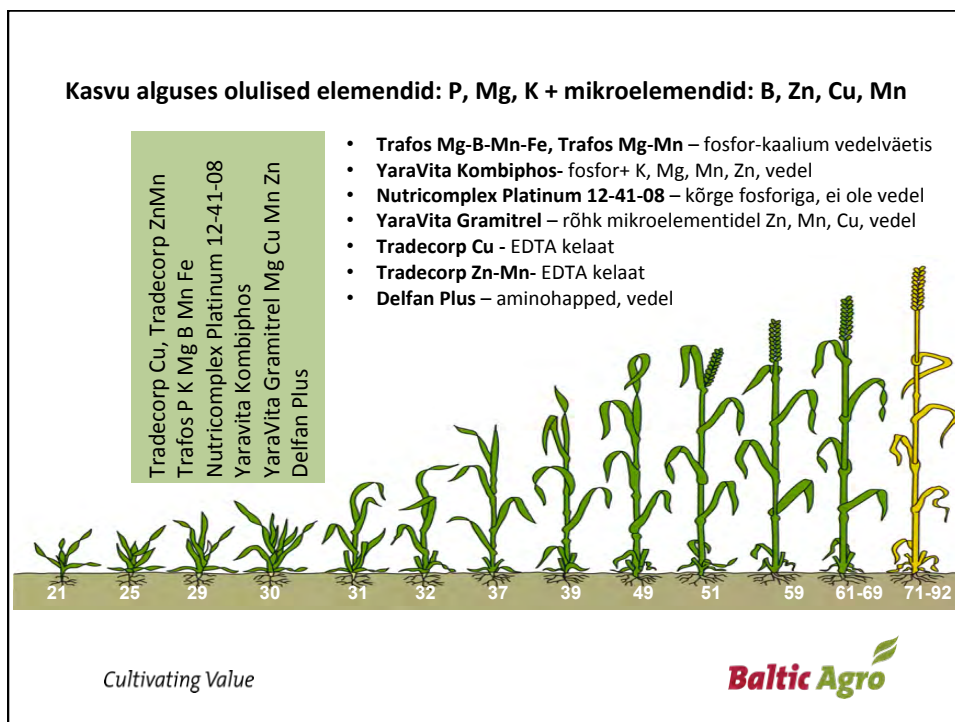 Kasvu alguses olulised elemendid: P, Mg, K + mikroelemendid: B, Zn, Cu, Mn
Tradecorp Cu, Tradecorp ZnMn
Trafos P K Mg B Mn Fe
Nutricomplex Platinum 12-41-08
Yaravita Kombiphos
YaraVita Gramitrel Mg Cu Mn Zn
Delfan Plus
• Trafos Mg-B-Mn-Fe, Trafos Mg-Mn – fosfor-kaalium vedelväetis
• YaraVita Kombiphos- fosfor+ K, Mg, Mn, Zn, vedel
• Nutricomplex Platinum 12-41-08 – kõrge fosforiga, ei ole vedel
• YaraVita Gramitrel – rõhk mikroelementidel Zn, Mn, Cu, vedel
• Tradecorp Cu - EDTA kelaat
• Tradecorp Zn-Mn- EDTA kelaat
• Delfan Plus – aminohapped, vedel
21 25 29 30 31 32 37 39 49 51 59 61-69 71-92
Cultivating Value
Baltic Agro